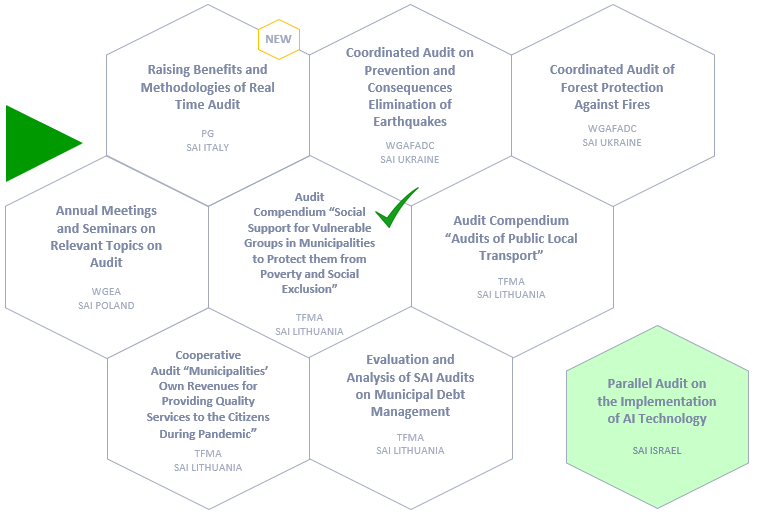 NEW
Raising Benefits and
Methodologies of Real
Time Audit
PG
SAI ITALY
Coordinated Audit on
Prevention and
Consequences
Elimination of
Earthquakes
WGAFADC
SAI UKRAINE
Coordinated Audit of
Forest Protection
Against Fires
WGAFADC
SAI UKRAINE
Annual Meetings
and Seminars on
Relevant Topics on
Audit
WGEA
SAI POLAND
Audit
Compendium “Social
Support for Vulnerable
Groups in Municipalities
to Protect them from
Poverty and Social
Exclusion”
TFMA
SAI LITHUANIA
Audit Compendium
“Audits of Public Local
Transport”
TFMA
SAI LITHUANIA
Cooperative
Audit “Municipalities’
Own Revenues for
Providing Quality
Services to the Citizens
During Pandemic”
TFMA
SAI LITHUANIA
Evaluation and
Analysis of SAI Audits
on Municipal Debt
Management
TFMA
SAI LITHUANIA
Parallel Audit on
the Implementation
of AI Technology
SAI ISRAEL